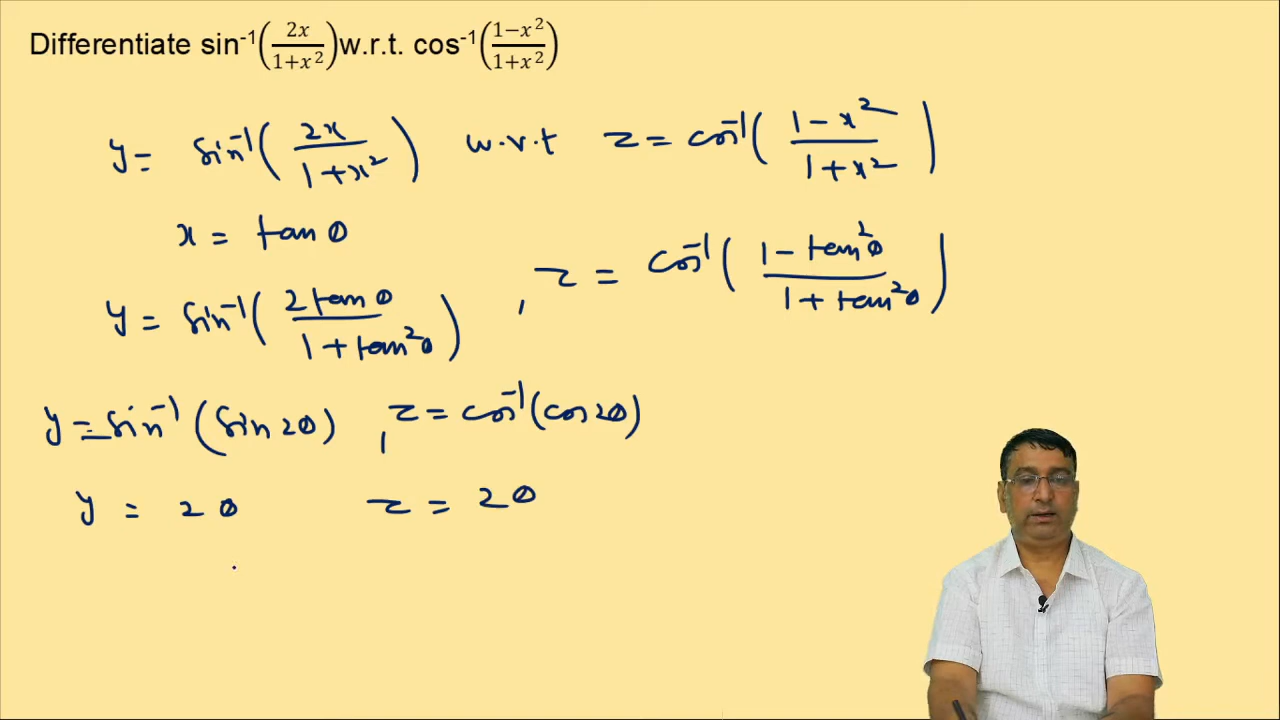 Differentiate sin⁻¹(2x/(1+x²))w.r.t. cos⁻¹((1−x²)/(1+x²))
y = sin⁻¹(2x/(1+x²)) w.r.t z = cos⁻¹((1−x²)/(1+x²))
x = tan θ
y = sin⁻¹(2tan θ/(1+tan²θ)) , z = cos⁻¹((1−tan²θ)/(1+tan²θ))
y = sin⁻¹(sin 2θ) , z = cos⁻¹(cos 2θ)
y = 2θ z = 2θ